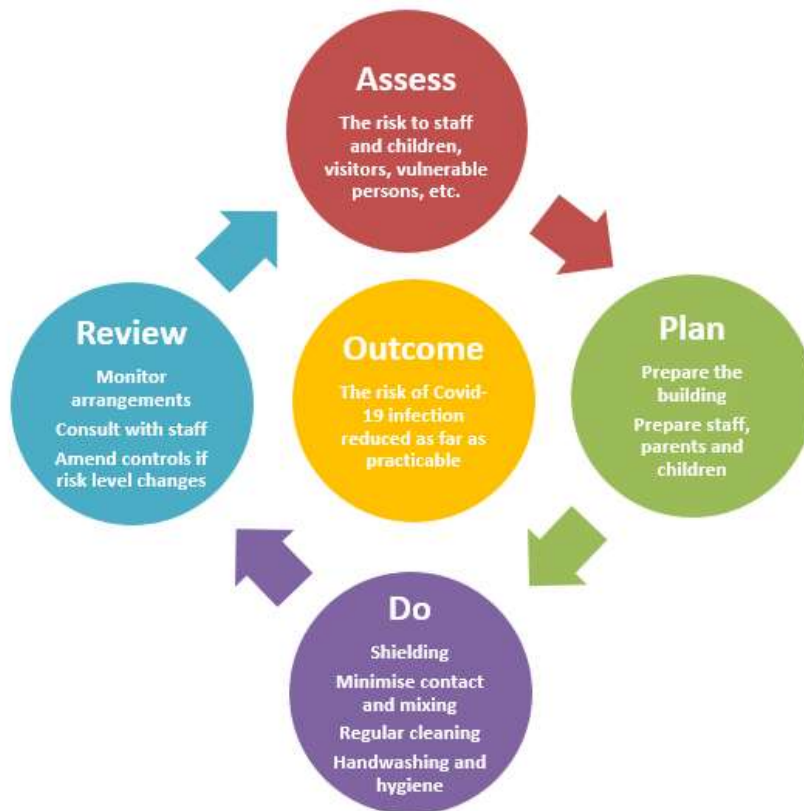 Assess
The risk to staff
and children,
visitors, vulnerable
persons, etc.
Review
Monitor
arrangements
Consult with staff
Amend controls if
risk level changes
Outcome
The risk of Covid-
19 infection
reduced as far as
practicable
Plan
Prepare the
building
Prepare staff,
parents and
children
Do
Shielding
Minimise contact
and mixing
Regular cleaning
Handwashing and
hygiene